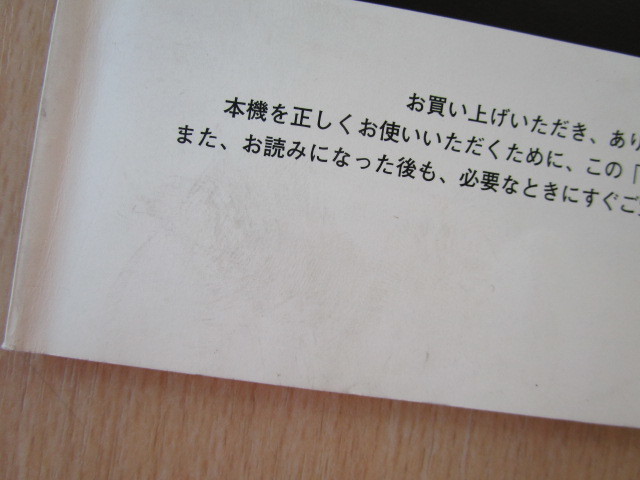 お買い上げいただき、あり
本機を正しくお使いいただくために、この「
また、お読みになった後も、必要なときにすぐご